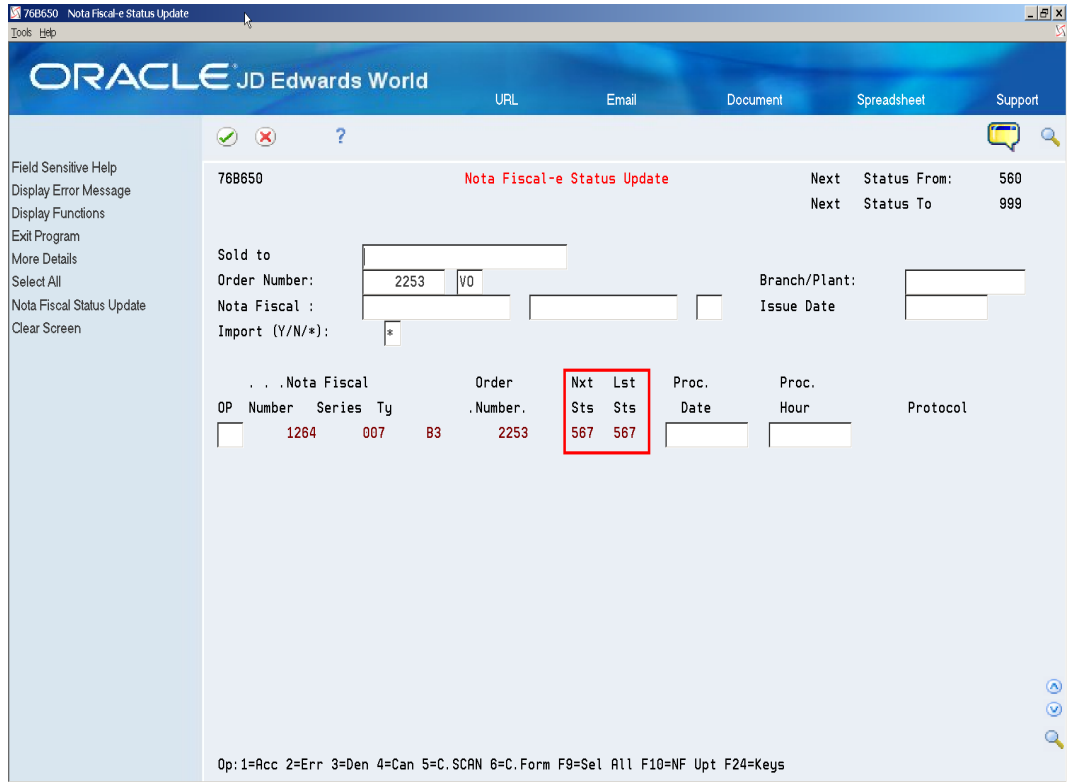 76B650 Nota Fiscal-e Status Update
Tools Help
ORACLE JD Edwards World
URL Email Document Spreadsheet Support
?
Field Sensitive Help
Display Error Message
Display Functions
Exit Program
More Details
Select All
Nota Fiscal Status Update
Clear Screen
76B650 Nota Fiscal-e Status Update Next Status From: 560
Next Status To 999
Sold to
Order Number: 2253 VO Branch/Plant:
Nota Fiscal : Issue Date
Import (Y/N/*): *
. . .Nota Fiscal Order Nxt Lst Proc. Proc.
OP Number Series Ty .Number. Sts Sts Date Hour Protocol
1264 007 B3 2253 567 567
Op:1=Acc 2=Err 3=Den 4=Can 5=C.SCAN 6=C.Form F9=Sel All F10=NF Upt F24=Keys